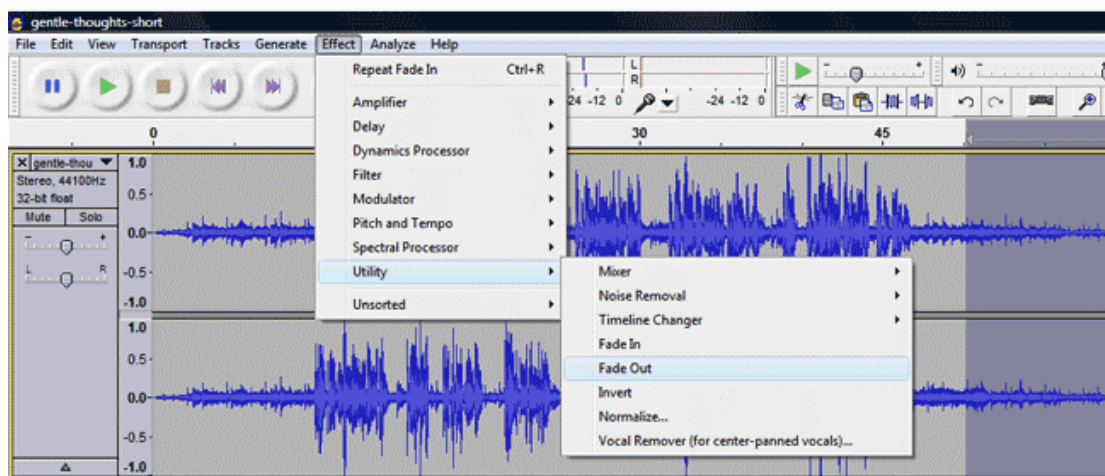 gentle-thoughts-short
File Edit View Transport Tracks Generate Effect Analyze Help
Repeat Fade In Ctrl+R
Amplifier
Delay
Dynamics Processor
Filter
Modulator
Pitch and Tempo
Spectral Processor
Utility
Unsorted
L
R
24 -12 0 -24 -12 0
0 30 45
gentle-thou
Stereo, 44100Hz
32-bit float
Mute Solo
- +
L R
1.0
0.5
0.0
-0.5
-1.0
1.0
0.5
0.0
-0.5
-1.0
Mixer
Noise Removal
Timeline Changer
Fade In
Fade Out
Invert
Normalize...
Vocal Remover (for center-panned vocals)...